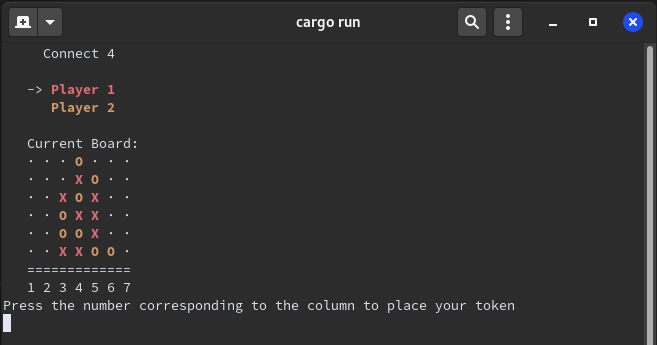 cargo run
Connect 4
-> Player 1
Player 2
Current Board:
· · · O · · ·
· · · X O · ·
· · X O X · ·
· · O X X · ·
· · O O X · ·
· · X X O O ·
=============
1 2 3 4 5 6 7
Press the number corresponding to the column to place your token